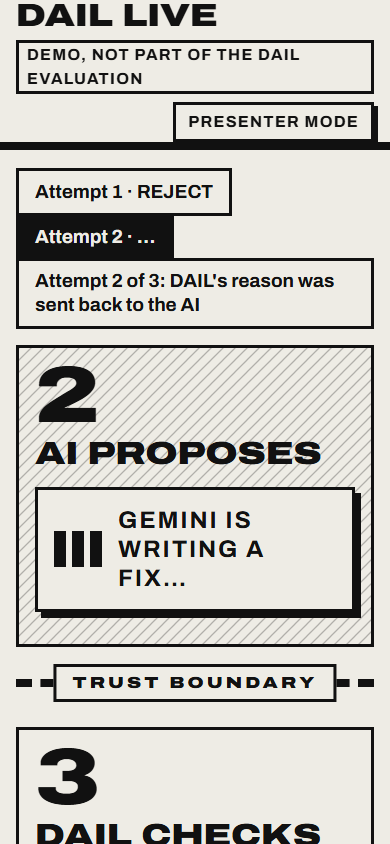 DAIL LIVE
DEMO, NOT PART OF THE DAIL
EVALUATION
PRESENTER MODE
Attempt 1 · REJECT
Attempt 2 · ...
Attempt 2 of 3: DAIL's reason was
sent back to the AI
2
AI PROPOSES
GEMINI IS
WRITING A
FIX...
TRUST BOUNDARY
3
DAIL CHECKS